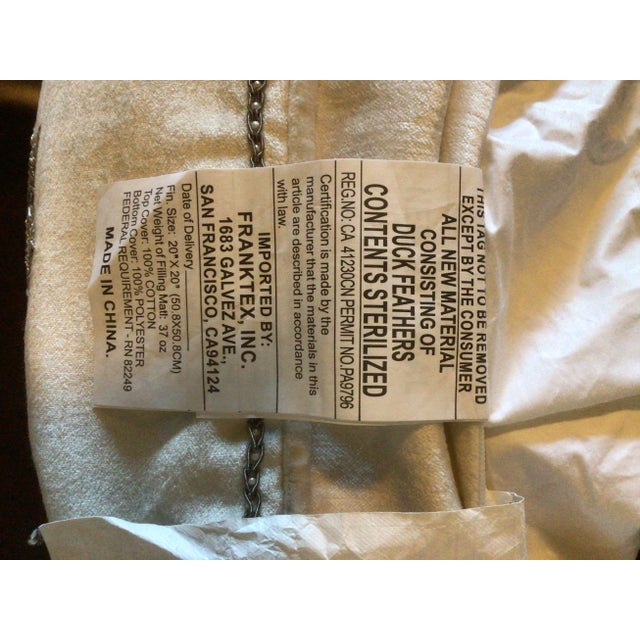 THIS TAG NOT TO BE REMOVED
EXCEPT BY THE CONSUMER
ALL NEW MATERIAL
CONSISTING OF
DUCK FEATHERS
CONTENTS STERILIZED
REG.NO: CA 41230CN PERMIT NO.PA9796
Certification is made by the
manufacturer that the materials in this
article are described in accordance
with law.
IMPORTED BY:
FRANKTEX, INC.
1683 GALVEZ AVE.,
SAN FRANCISCO, CA94124
Date of Delivery
Fin. Size: 20"X 20" (50.8X50.8CM)
Net Weight of Filling Matl: 37 oz
Top Cover: 100% COTTON
Bottom Cover: 100% POLYESTER
FEDERAL REQUIREMENT - RN 82249
MADE IN CHINA.